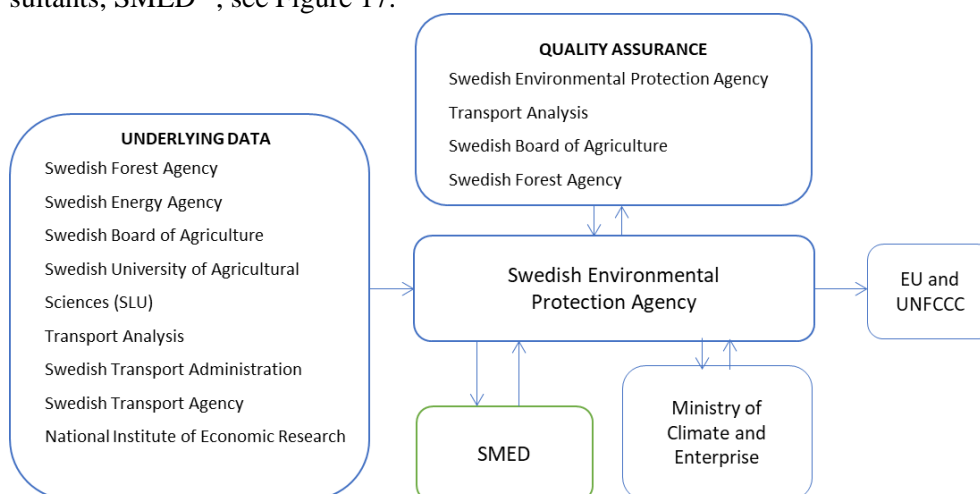 sultants, SMED , see Figure 17.
QUALITY ASSURANCE
Swedish Environmental Protection Agency
Transport Analysis
Swedish Board of Agriculture
Swedish Forest Agency
UNDERLYING DATA
Swedish Forest Agency
Swedish Energy Agency
Swedish Board of Agriculture
Swedish University of Agricultural
Sciences (SLU)
Transport Analysis
Swedish Transport Administration
Swedish Transport Agency
National Institute of Economic Research
Swedish Environmental
Protection Agency
EU and
UNFCCC
SMED
Ministry of
Climate and
Enterprise